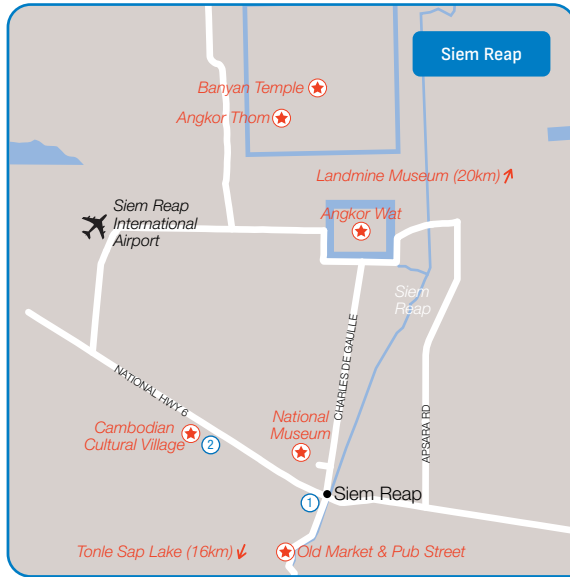 Siem Reap
Banyan Temple
Angkor Thom
Landmine Museum (20km)
Siem Reap
International
Airport
Angkor Wat
Siem
Reap
CHARLES DE GAULLE
NATIONAL HWY 6
APSARA RD
National
Museum
Cambodian
Cultural Village
2
1
Siem Reap
Tonle Sap Lake (16km)
Old Market & Pub Street